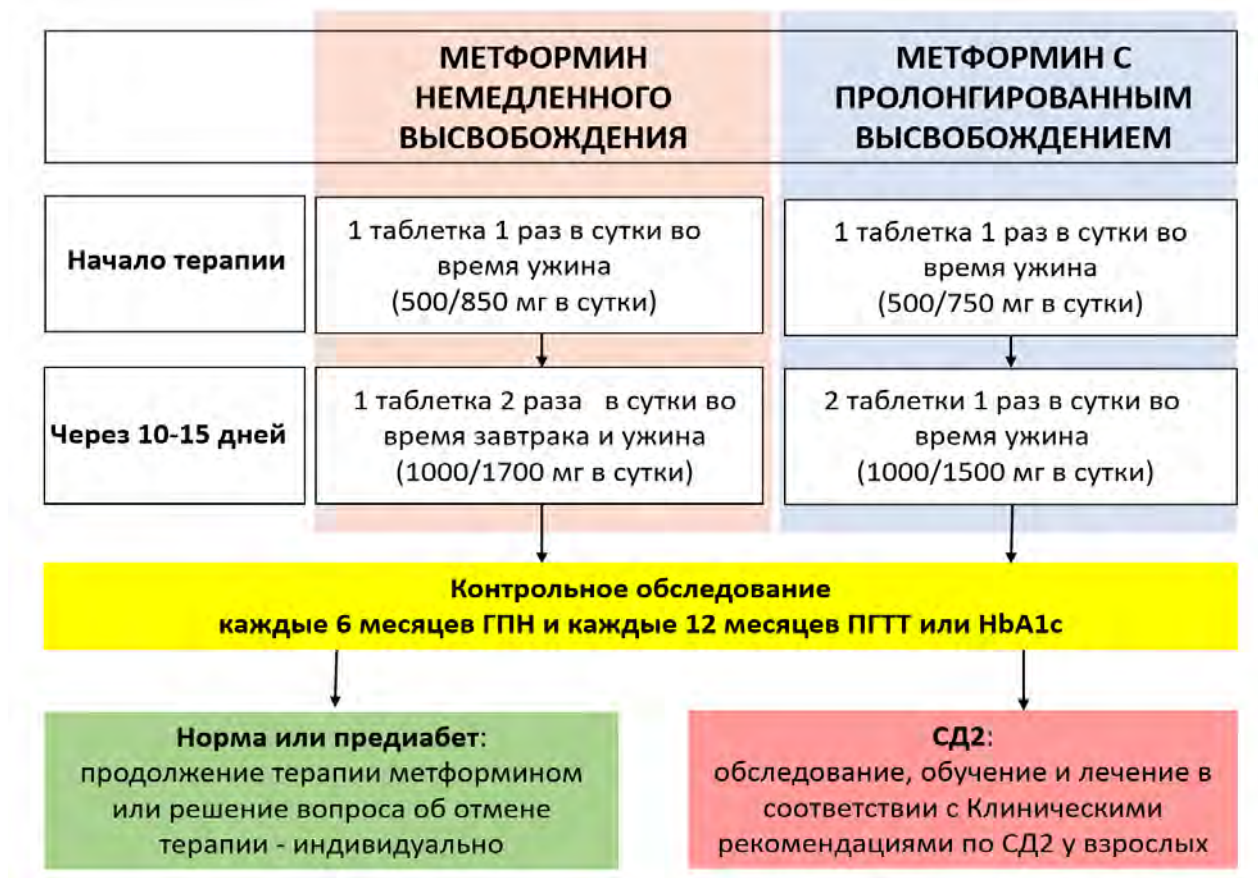 МЕТФОРМИН
НЕМЕДЛЕННОГО
ВЫСВОБОЖДЕНИЯ
МЕТФОРМИН С
ПРОЛОНГИРОВАННЫМ
ВЫСВОБОЖДЕНИЕМ
Начало терапии
1 таблетка 1 раз в сутки во
время ужина
(500/850 мг в сутки)
1 таблетка 1 раз в сутки во
время ужина
(500/750 мг в сутки)
Через 10-15 дней
1 таблетка 2 раза в сутки во
время завтрака и ужина
(1000/1700 мг в сутки)
2 таблетки 1 раз в сутки во
время ужина
(1000/1500 мг в сутки)
Контрольное обследование
каждые 6 месяцев ГПН и каждые 12 месяцев ПГТТ или HbA1c
Норма или предиабет:
продолжение терапии метформином
или решение вопроса об отмене
терапии - индивидуально
СД2:
обследование, обучение и лечение в
соответствии с Клиническими
рекомендациями по СД2 у взрослых